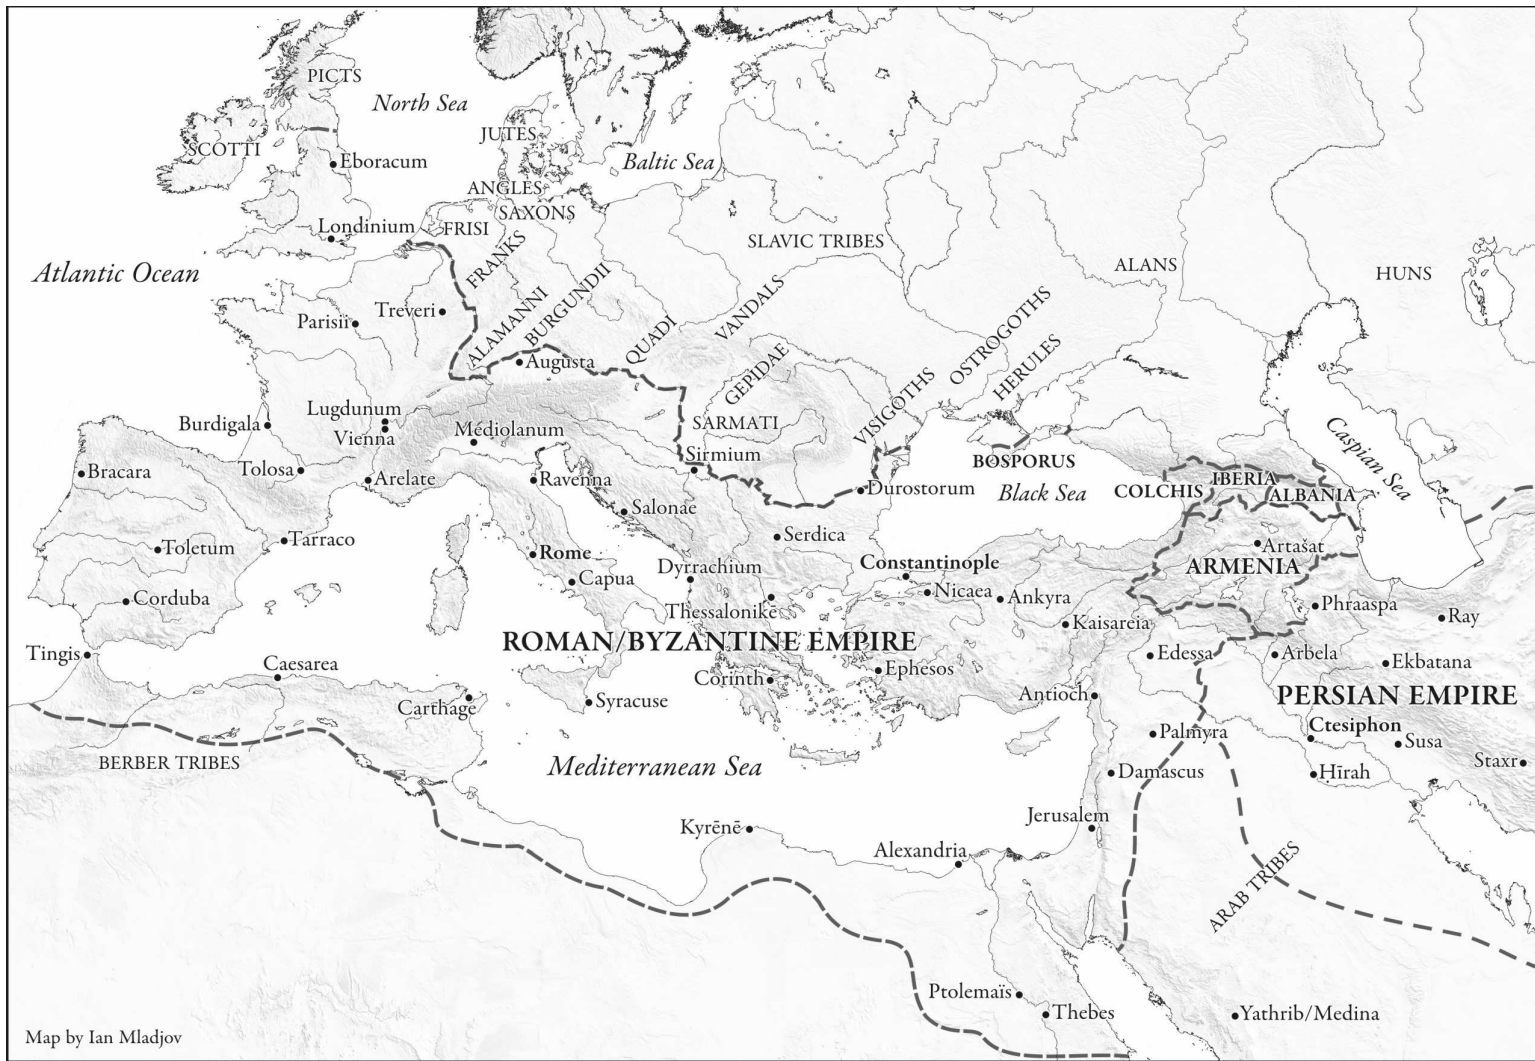 PICTS
North Sea
SCOTTI
JUTES
Eboracum
Baltic Sea
ANGLES
SAXONS
Londinium
FRISI
SLAVIC TRIBES
Atlantic Ocean
FRANKS
ALANS
HUNS
Treveri
Parisii
ALAMANNI
BURGUNDII
VANDALS
QUADI
OSTROGOTHS
HERULES
Augusta
GEPIDAE
VISIGOTHS
Lugdunum
Burdigala
Vienna
Mediolanum
SARMATI
Caspian Sea
Sirmium
BOSPORUS
Bracara
Tolosa
Arelate
Ravenna
Durostorum
Black Sea
COLCHIS
IBERIA
ALBANIA
Salonae
Serdica
Tarraco
Toletum
Rome
Artašat
Constantinople
Dyrrachium
ARMENIA
Capua
Nicaea
Ankyra
Corduba
Thessalonikē
Phraaspa
Ray
Kaisareia
ROMAN/BYZANTINE EMPIRE
Tingis
Caesarea
Edessa
Arbela
Ekbatana
Ephesos
Corinth
Antioch
PERSIAN EMPIRE
Carthage
Syracuse
Ctesiphon
Palmyra
Susa
BERBER TRIBES
Mediterranean Sea
Damascus
Hīrah
Staxr
Jerusalem
Kyrēnē
Alexandria
ARAB TRIBES
Ptolemaïs
Thebes
Yathrib/Medina
Map by Ian Mladjov